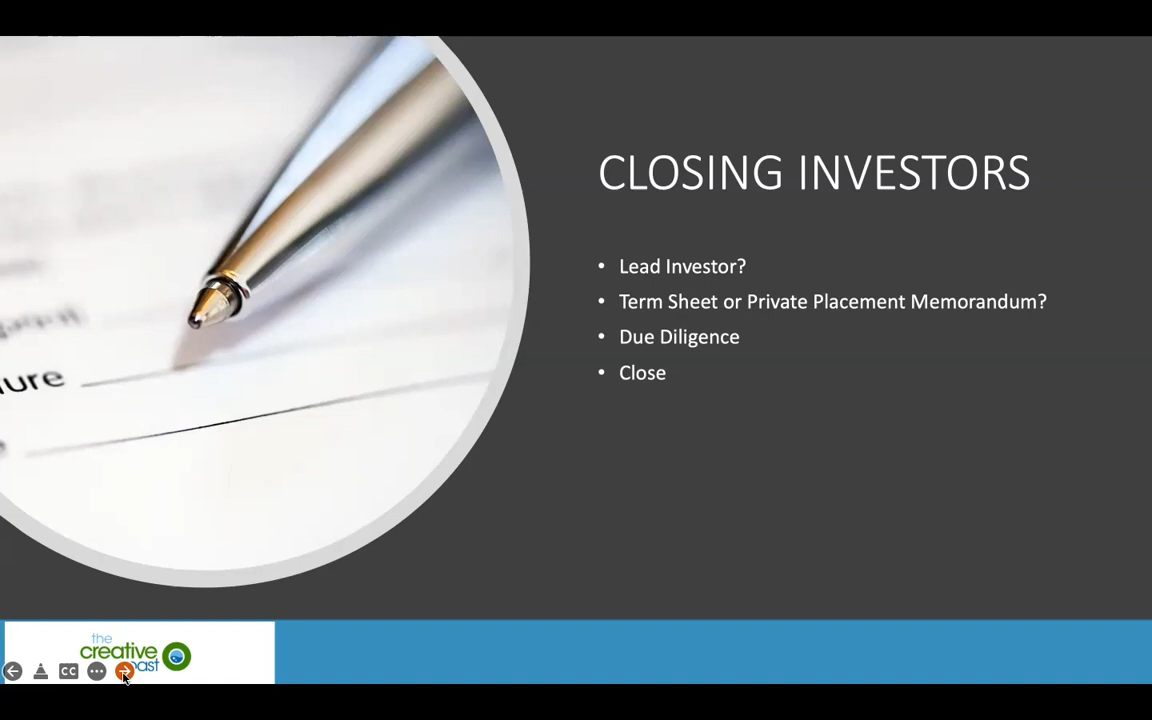 CLOSING INVESTORS
• Lead Investor?
• Term Sheet or Private Placement Memorandum?
• Due Diligence
• Close
the
creative
CC